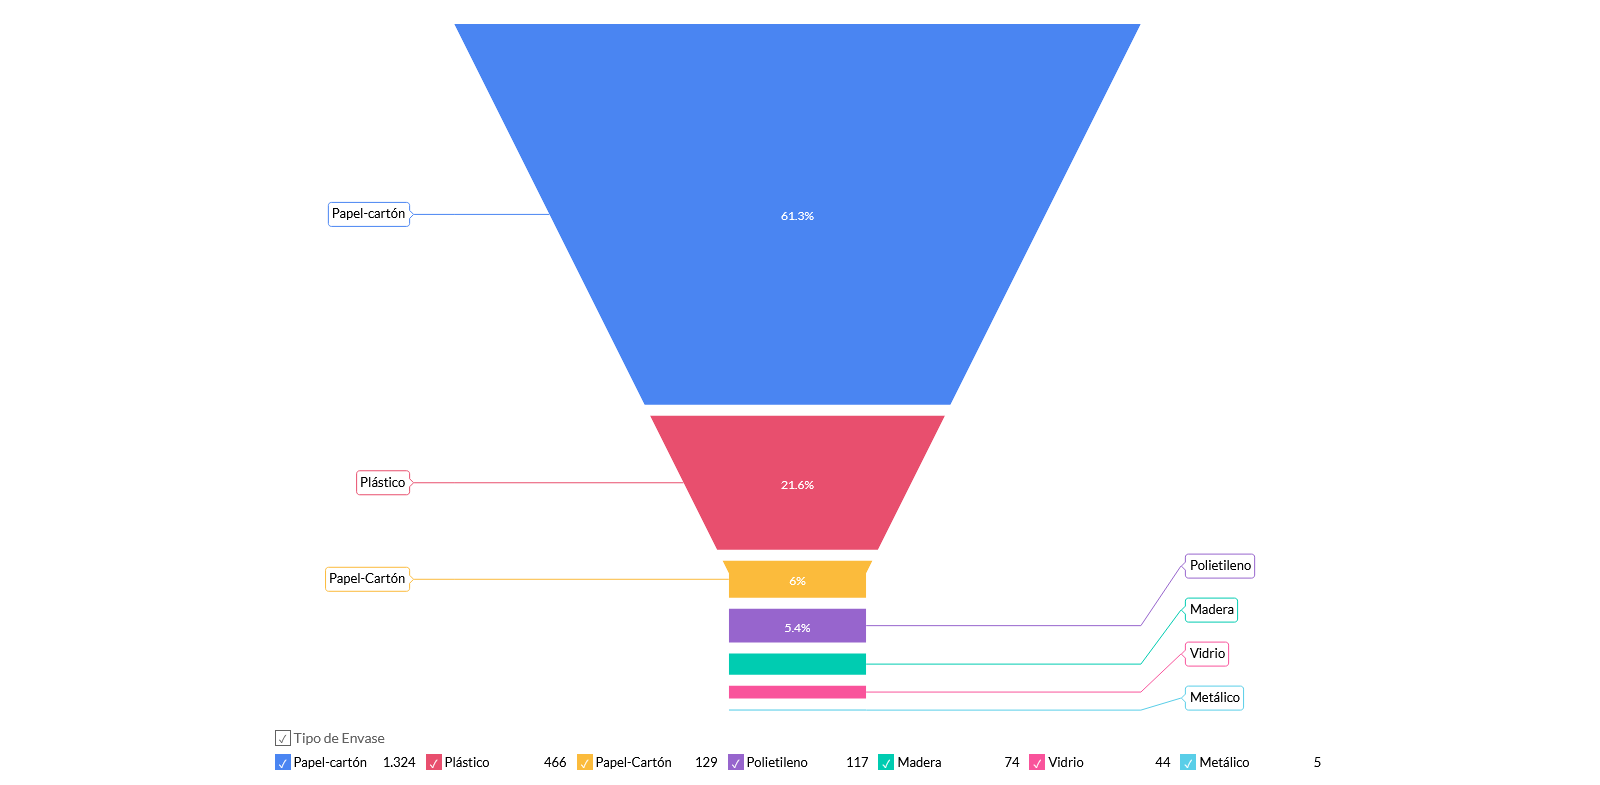 61.3%
Papel-cartón
21.6%
Plástico
6%
Papel-Cartón
Polietileno
5.4%
Madera
Vidrio
Metálico
Tipo de Envase
Papel-cartón 1.324 Plástico 466 Papel-Cartón 129 Polietileno 117 Madera 74 Vidrio 44 Metálico 5